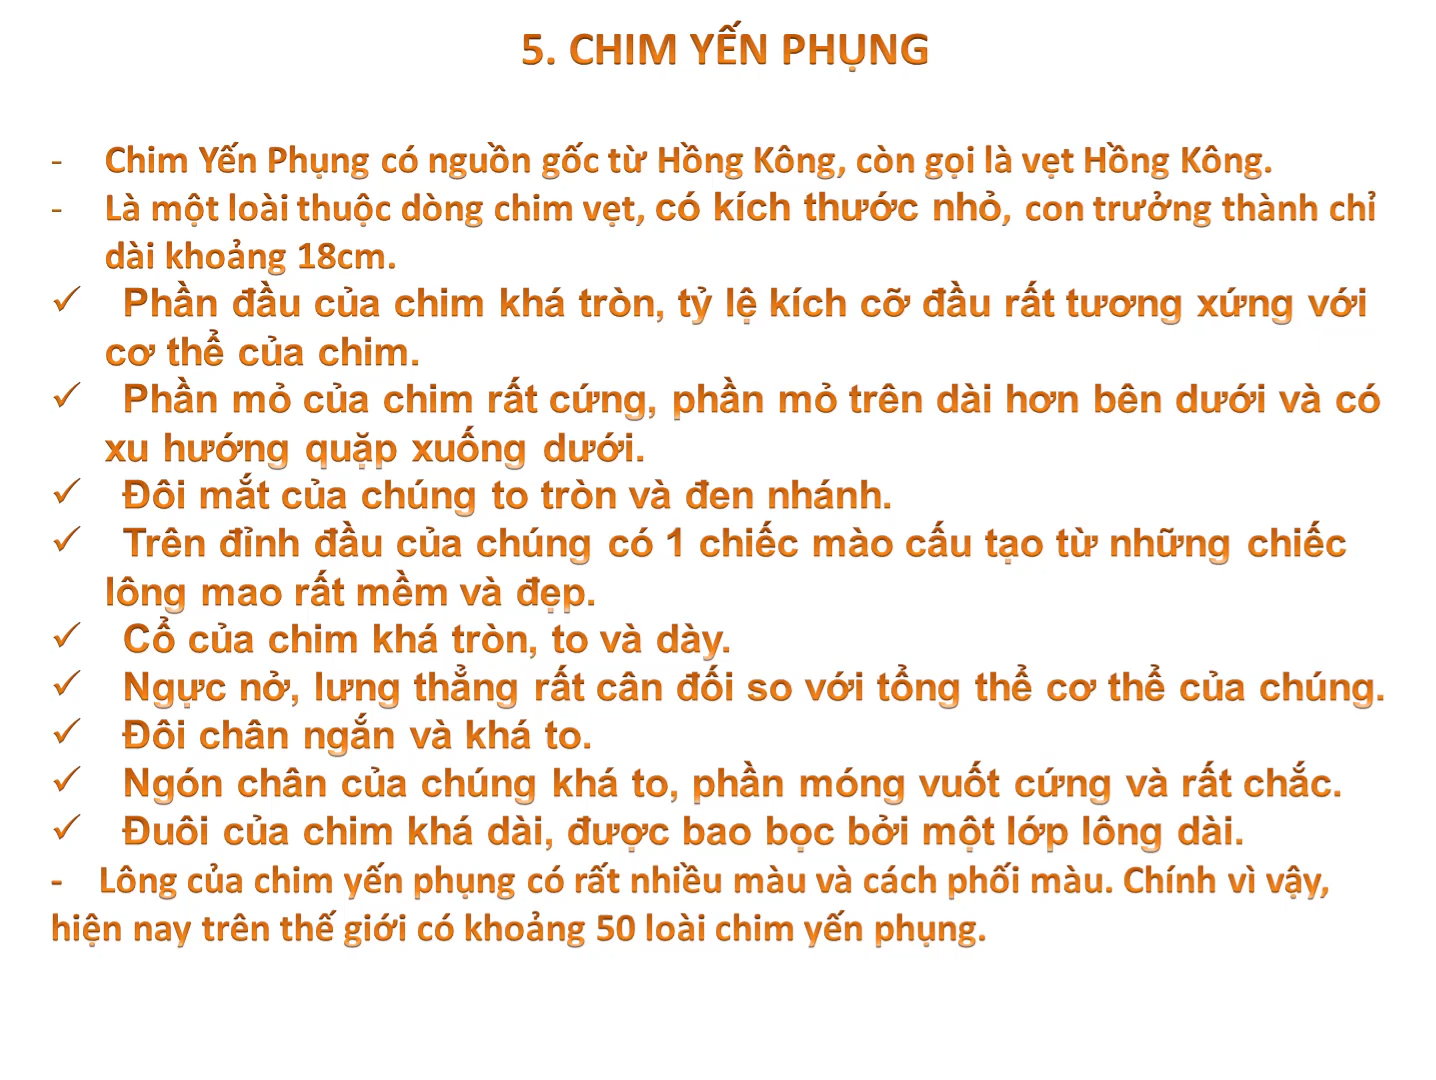 5. CHIM YẾN PHỤNG
- Chim Yến Phụng có nguồn gốc từ Hồng Kông, còn gọi là vẹt Hồng Kông.
- Là một loài thuộc dòng chim vẹt, có kích thước nhỏ, con trưởng thành chỉ
dài khoảng 18cm.
✓ Phần đầu của chim khá tròn, tỷ lệ kích cỡ đầu rất tương xứng với
cơ thể của chim.
✓ Phần mỏ của chim rất cứng, phần mỏ trên dài hơn bên dưới và có
xu hướng quặp xuống dưới.
✓ Đôi mắt của chúng to tròn và đen nhánh.
✓ Trên đỉnh đầu của chúng có 1 chiếc mào cấu tạo từ những chiếc
lông mao rất mềm và đẹp.
✓ Cổ của chim khá tròn, to và dày.
✓ Ngực nở, lưng thẳng rất cân đối so với tổng thể cơ thể của chúng.
✓ Đôi chân ngắn và khá to.
✓ Ngón chân của chúng khá to, phần móng vuốt cứng và rất chắc.
✓ Đuôi của chim khá dài, được bao bọc bởi một lớp lông dài.
- Lông của chim yến phụng có rất nhiều màu và cách phối màu. Chính vì vậy,
hiện nay trên thế giới có khoảng 50 loài chim yến phụng.